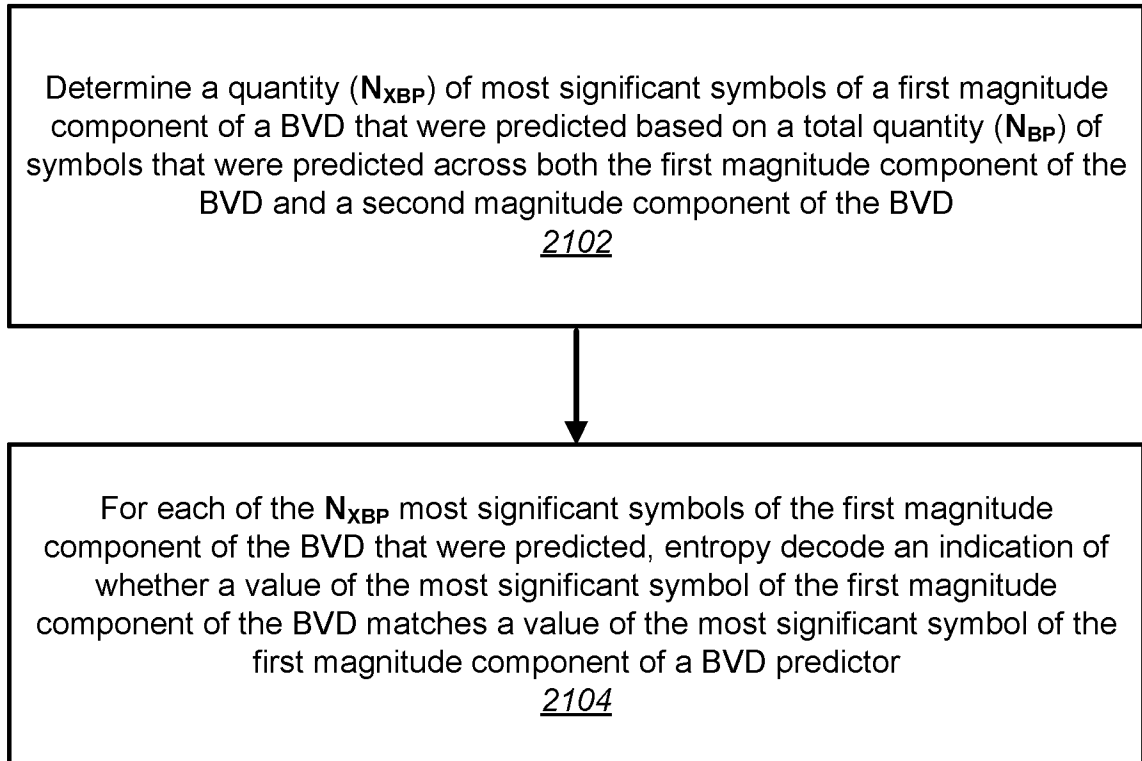 Determine a quantity (NXBP) of most significant symbols of a first magnitude
component of a BVD that were predicted based on a total quantity (NBP) of
symbols that were predicted across both the first magnitude component of the
BVD and a second magnitude component of the BVD
2102
For each of the NXBP most significant symbols of the first magnitude
component of the BVD that were predicted, entropy decode an indication of
whether a value of the most significant symbol of the first magnitude
component of the BVD matches a value of the most significant symbol of the
first magnitude component of a BVD predictor
2104